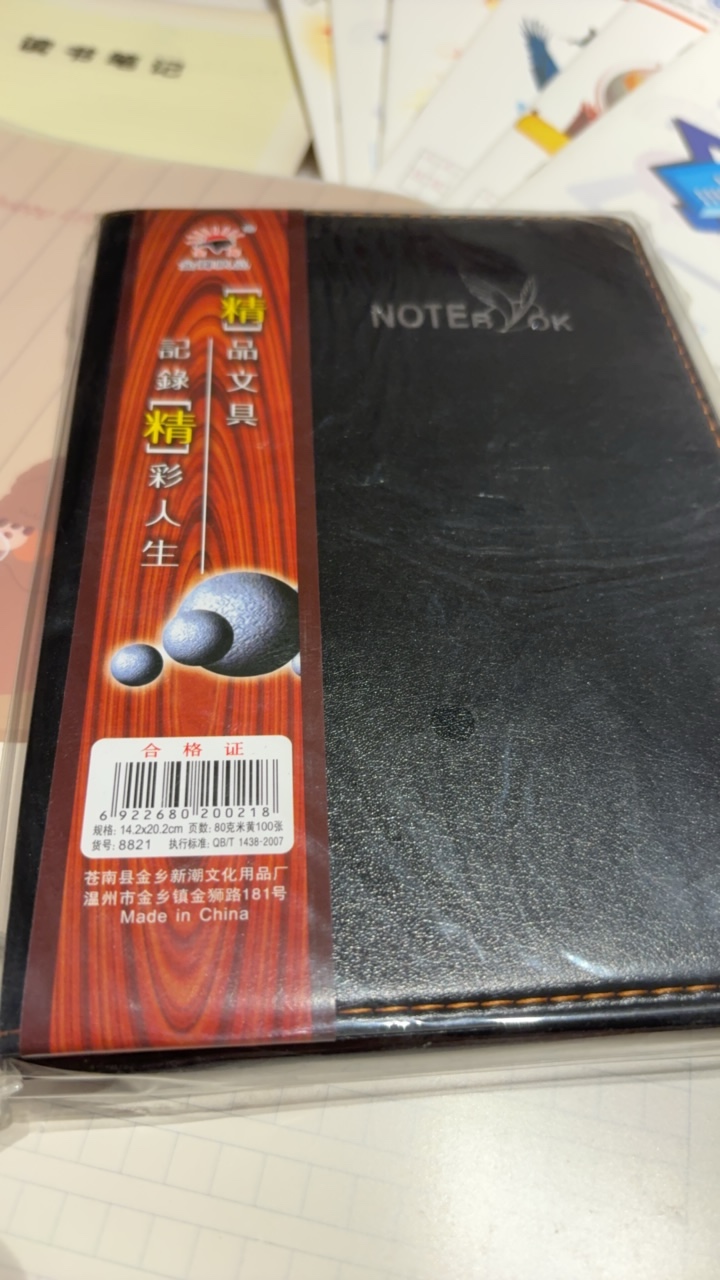 读书笔记
NOTEBOOK
[精]品文具
記錄[精]彩人生
合格证
6 922680 200218
规格: 14.2x20.2cm 页数: 80克米黄100张
货号: 8821 执行标准: QB/T 1438-2007
苍南县金乡新潮文化用品厂
温州市金乡镇金狮路181号
Made in China